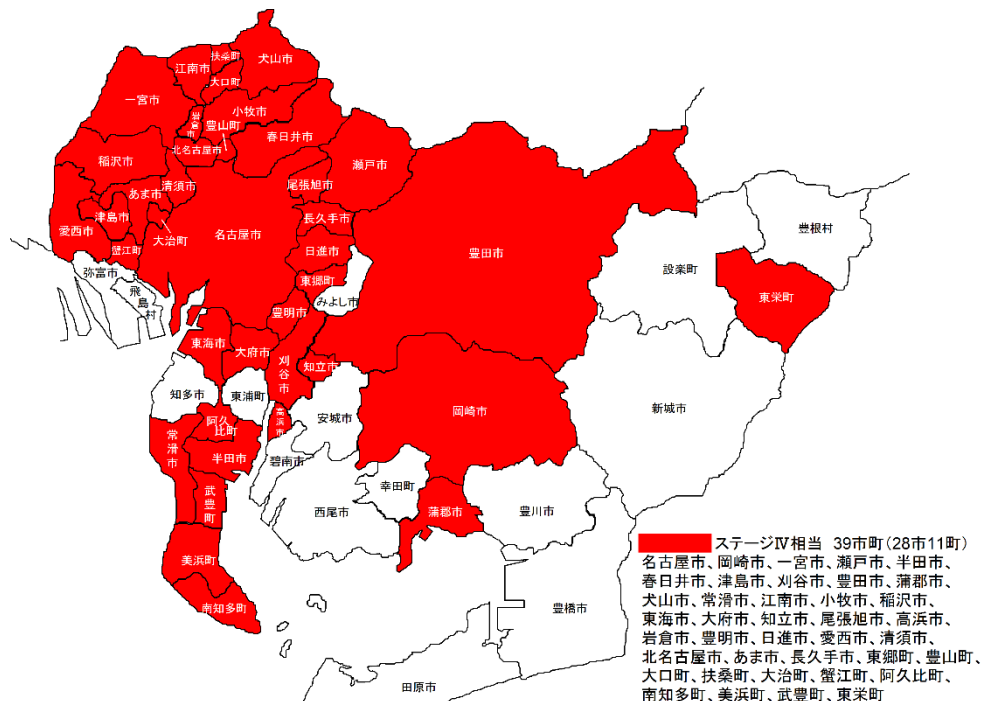 扶桑町
犬山市
江南市
大口町
一宮市
小牧市
岩倉市
豊山町
春日井市
北名古屋市
稲沢市
瀬戸市
清須市
尾張旭市
あま市
津島市
長久手市
愛西市
大治町
名古屋市
蟹江町
日進市
豊田市
豊根村
設楽町
弥富市
東郷町
飛島村
みよし市
東栄町
豊明市
東海市
大府市
刈谷市
知立市
知多市
東浦町
岡崎市
新城市
阿久比町
高浜市
安城市
常滑市
半田市
碧南市
幸田町
武豊町
西尾市
蒲郡市
豊川市
美浜町
南知多町
豊橋市
田原市
ステージⅣ相当 39市町(28市11町)
名古屋市、岡崎市、一宮市、瀬戸市、半田市、
春日井市、津島市、刈谷市、豊田市、蒲郡市、
犬山市、常滑市、江南市、小牧市、稲沢市、
東海市、大府市、知立市、尾張旭市、高浜市、
岩倉市、豊明市、日進市、愛西市、清須市、
北名古屋市、あま市、長久手市、東郷町、豊山町、
大口町、扶桑町、大治町、蟹江町、阿久比町、
南知多町、美浜町、武豊町、東栄町